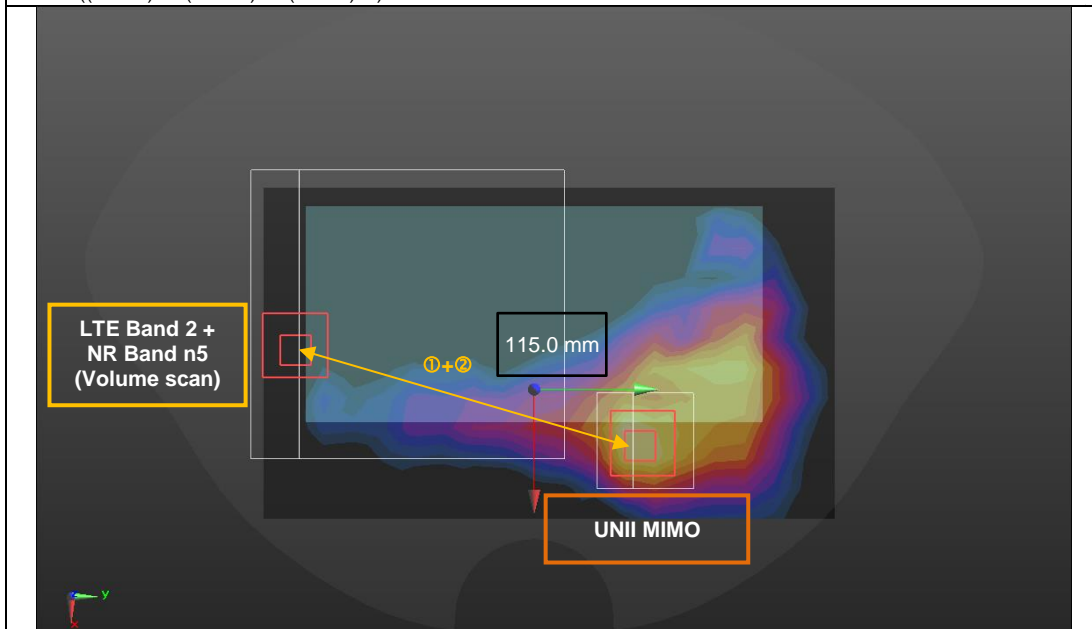 LTE Band 2 +
NR Band n5
(Volume scan)
115.0 mm
①+②
UNII MIMO
y
x